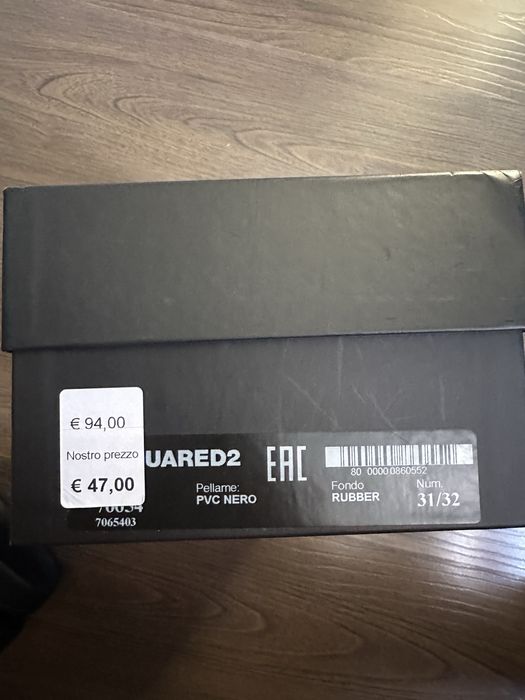 € 94,00
Nostro prezzo
€ 47,00
UARED2
EAC
80 00000860552
Pellame:
PVC NERO
Fondo
RUBBER
Num.
31/32
7065403